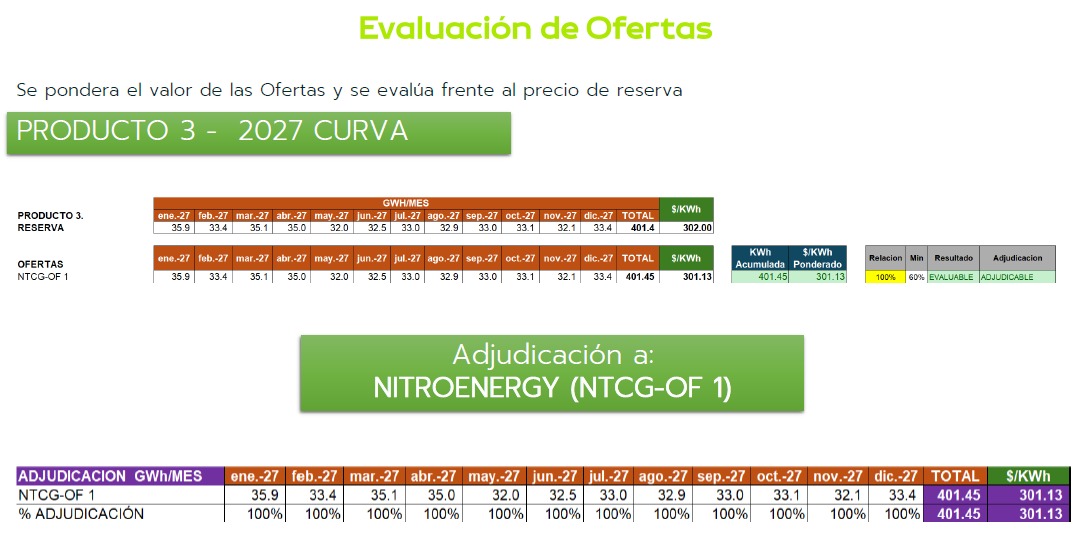 Evaluación de Ofertas
Se pondera el valor de las Ofertas y se evalúa frente al precio de reserva
PRODUCTO 3 - 2027 CURVA
GWH/MES $/KWh
PRODUCTO 3. ene.-27 feb.-27 mar.-27 abr.-27 may.-27 jun.-27 jul.-27 ago.-27 sep.-27 oct.-27 nov.-27 dic.-27 TOTAL
RESERVA 35.9 33.4 35.1 35.0 32.0 32.5 33.0 32.9 33.0 33.1 32.1 33.4 401.4 302.00
OFERTAS ene.-27 feb.-27 mar.-27 abr.-27 may.-27 jun.-27 jul.-27 ago.-27 sep.-27 oct.-27 nov.-27 dic.-27 TOTAL $/KWh KWh Acumulada $/KWh Ponderado Relacion Min Resultado Adjudicacion
NTCG-OF 1 35.9 33.4 35.1 35.0 32.0 32.5 33.0 32.9 33.0 33.1 32.1 33.4 401.45 301.13 401.45 301.13 100% 60% EVALUABLE ADJUDICABLE
Adjudicación a:
NITROENERGY (NTCG-OF 1)
ADJUDICACION GWh/MES ene.-27 feb.-27 mar.-27 abr.-27 may.-27 jun.-27 jul.-27 ago.-27 sep.-27 oct.-27 nov.-27 dic.-27 TOTAL $/KWh
NTCG-OF 1 35.9 33.4 35.1 35.0 32.0 32.5 33.0 32.9 33.0 33.1 32.1 33.4 401.45 301.13
% ADJUDICACIÓN 100% 100% 100% 100% 100% 100% 100% 100% 100% 100% 100% 100% 401.45 301.13